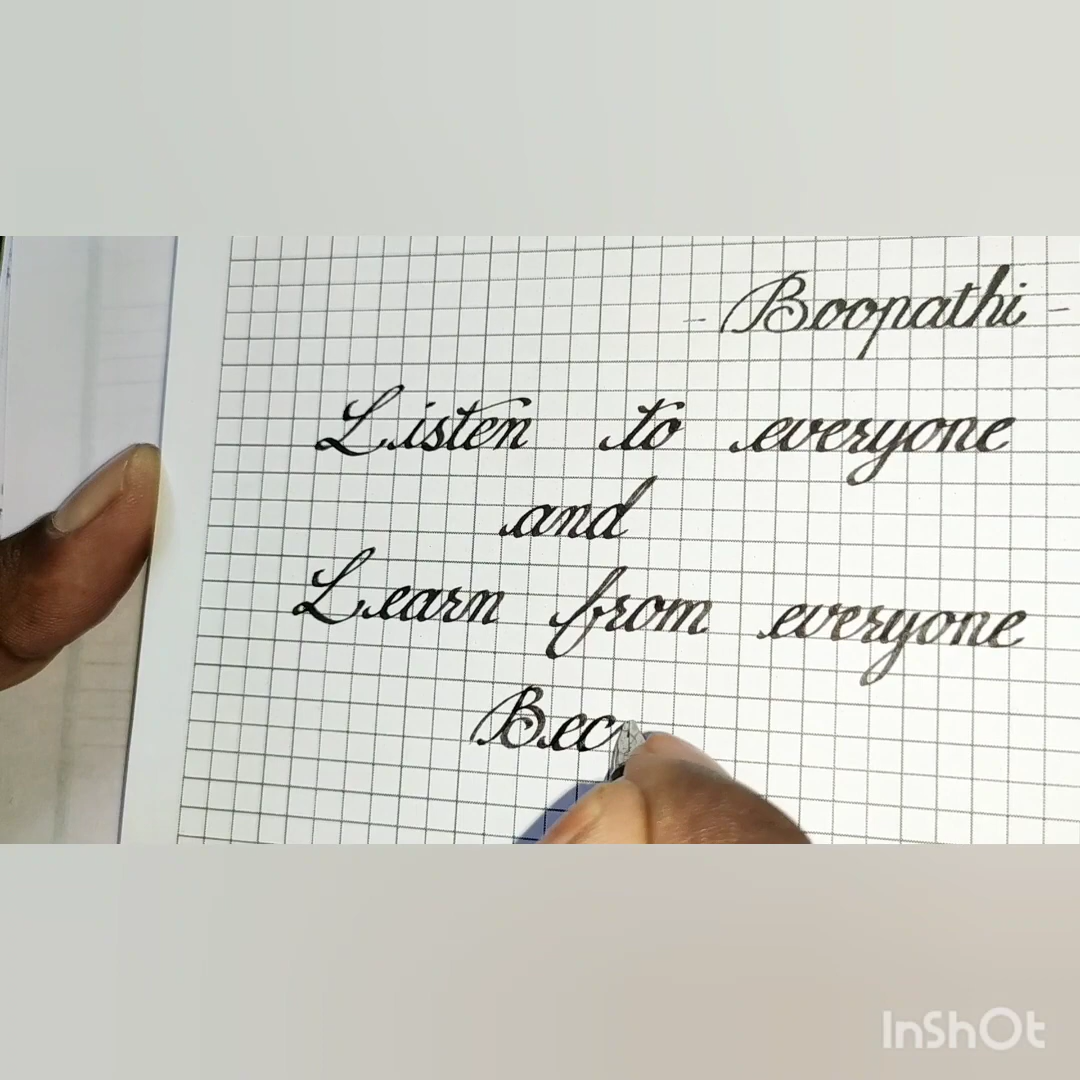 - Boopathi -
Listen to everyone
and
Learn from everyone
Bec
InShOt